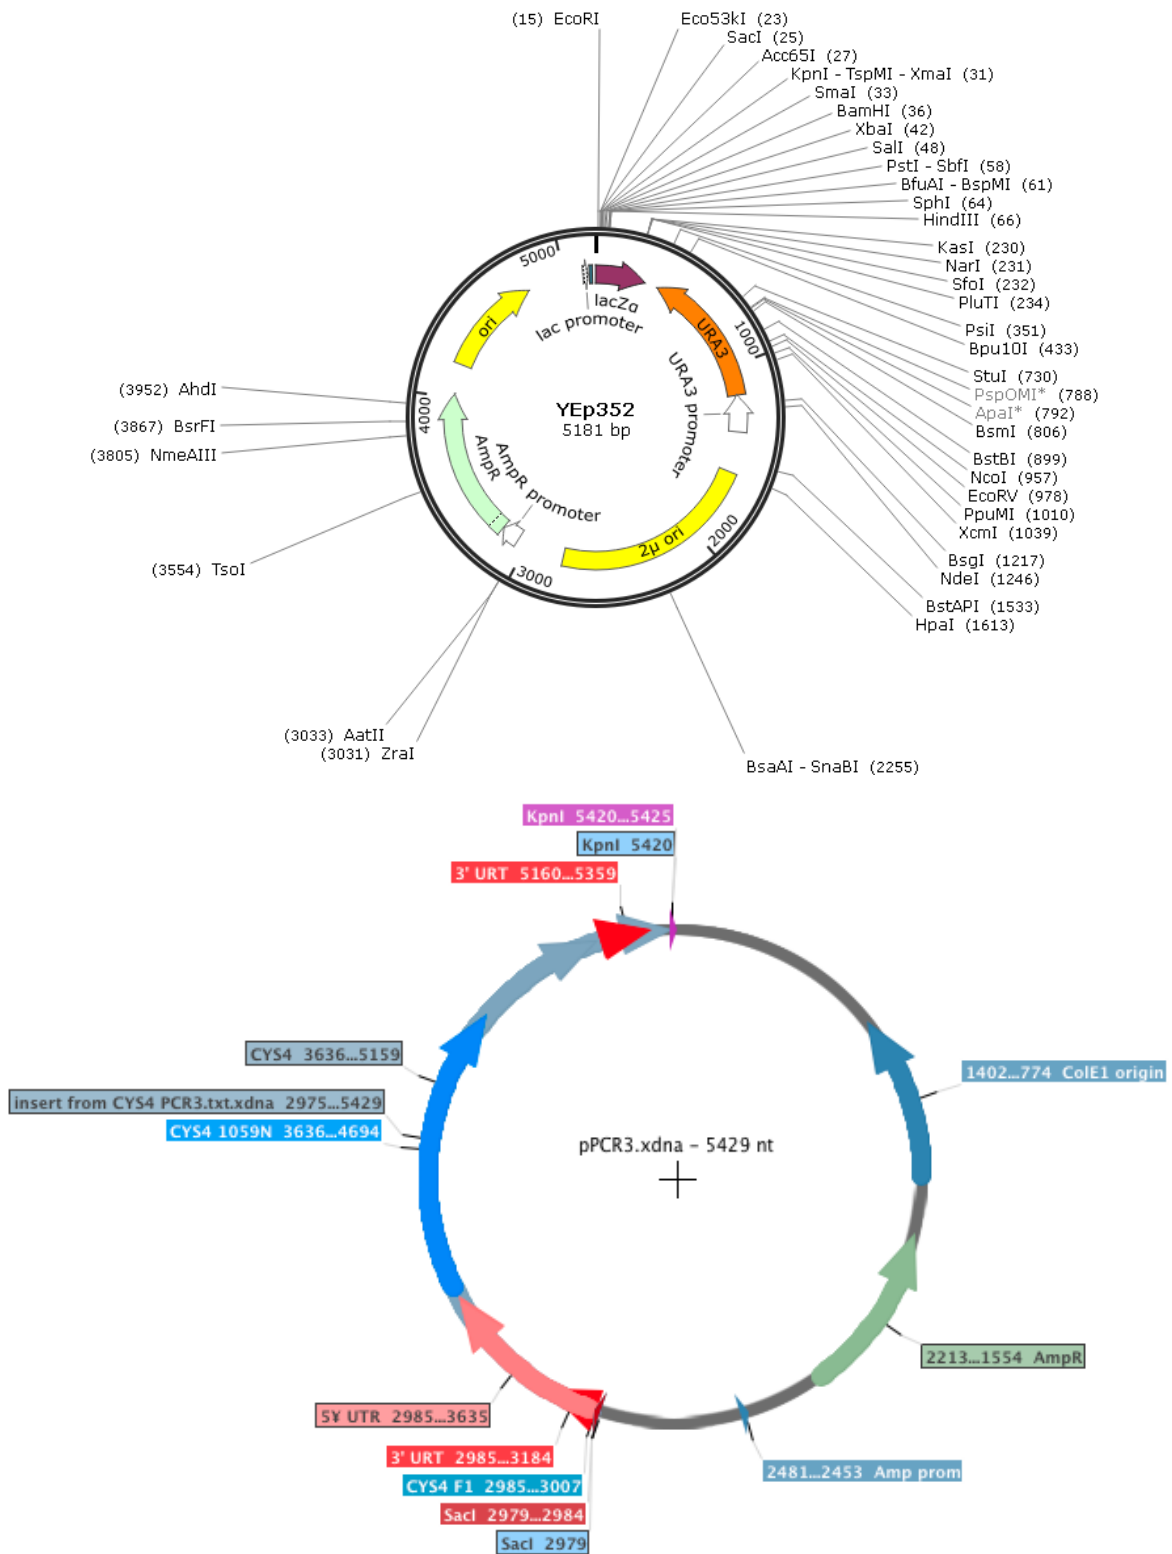 (15) EcoRI
Eco53kI (23)
SacI (25)
Acc65I (27)
KpnI - TspMI - XmaI (31)
SmaI (33)
BamHI (36)
XbaI (42)
SalI (48)
PstI - SbfI (58)
BfuAI - BspMI (61)
SphI (64)
HindIII (66)
KasI (230)
NarI (231)
SfoI (232)
PluTI (234)
PsiI (351)
Bpu10I (433)
StuI (730)
PspOMI* (788)
ApaI* (792)
BsmI (806)
BstBI (899)
NcoI (957)
EcoRV (978)
PpuMI (1010)
XcmI (1039)
BsgI (1217)
NdeI (1246)
BstAPI (1533)
HpaI (1613)
BsaAI - SnaBI (2255)
(3031) ZraI
(3033) AatII
(3554) TsoI
(3805) NmeAIII
(3867) BsrFI
(3952) AhdI
5000
1000
2000
3000
4000
lacZα
lac promoter
ori
URA3
URA3 promoter
2μ ori
AmpR promoter
AmpR
YEp352
5181 bp
KpnI 5420...5425
KpnI 5420
3' URT 5160...5359
CYS4 3636...5159
insert from CYS4 PCR3.txt.xdna 2975...5429
CYS4 1059N 3636...4694
1402...774 ColE1 origin
pPCR3.xdna - 5429 nt
2213...1554 AmpR
5¥ UTR 2985...3635
3' URT 2985...3184
CYS4 F1 2985...3007
SacI 2979...2984
SacI 2979
2481...2453 Amp prom